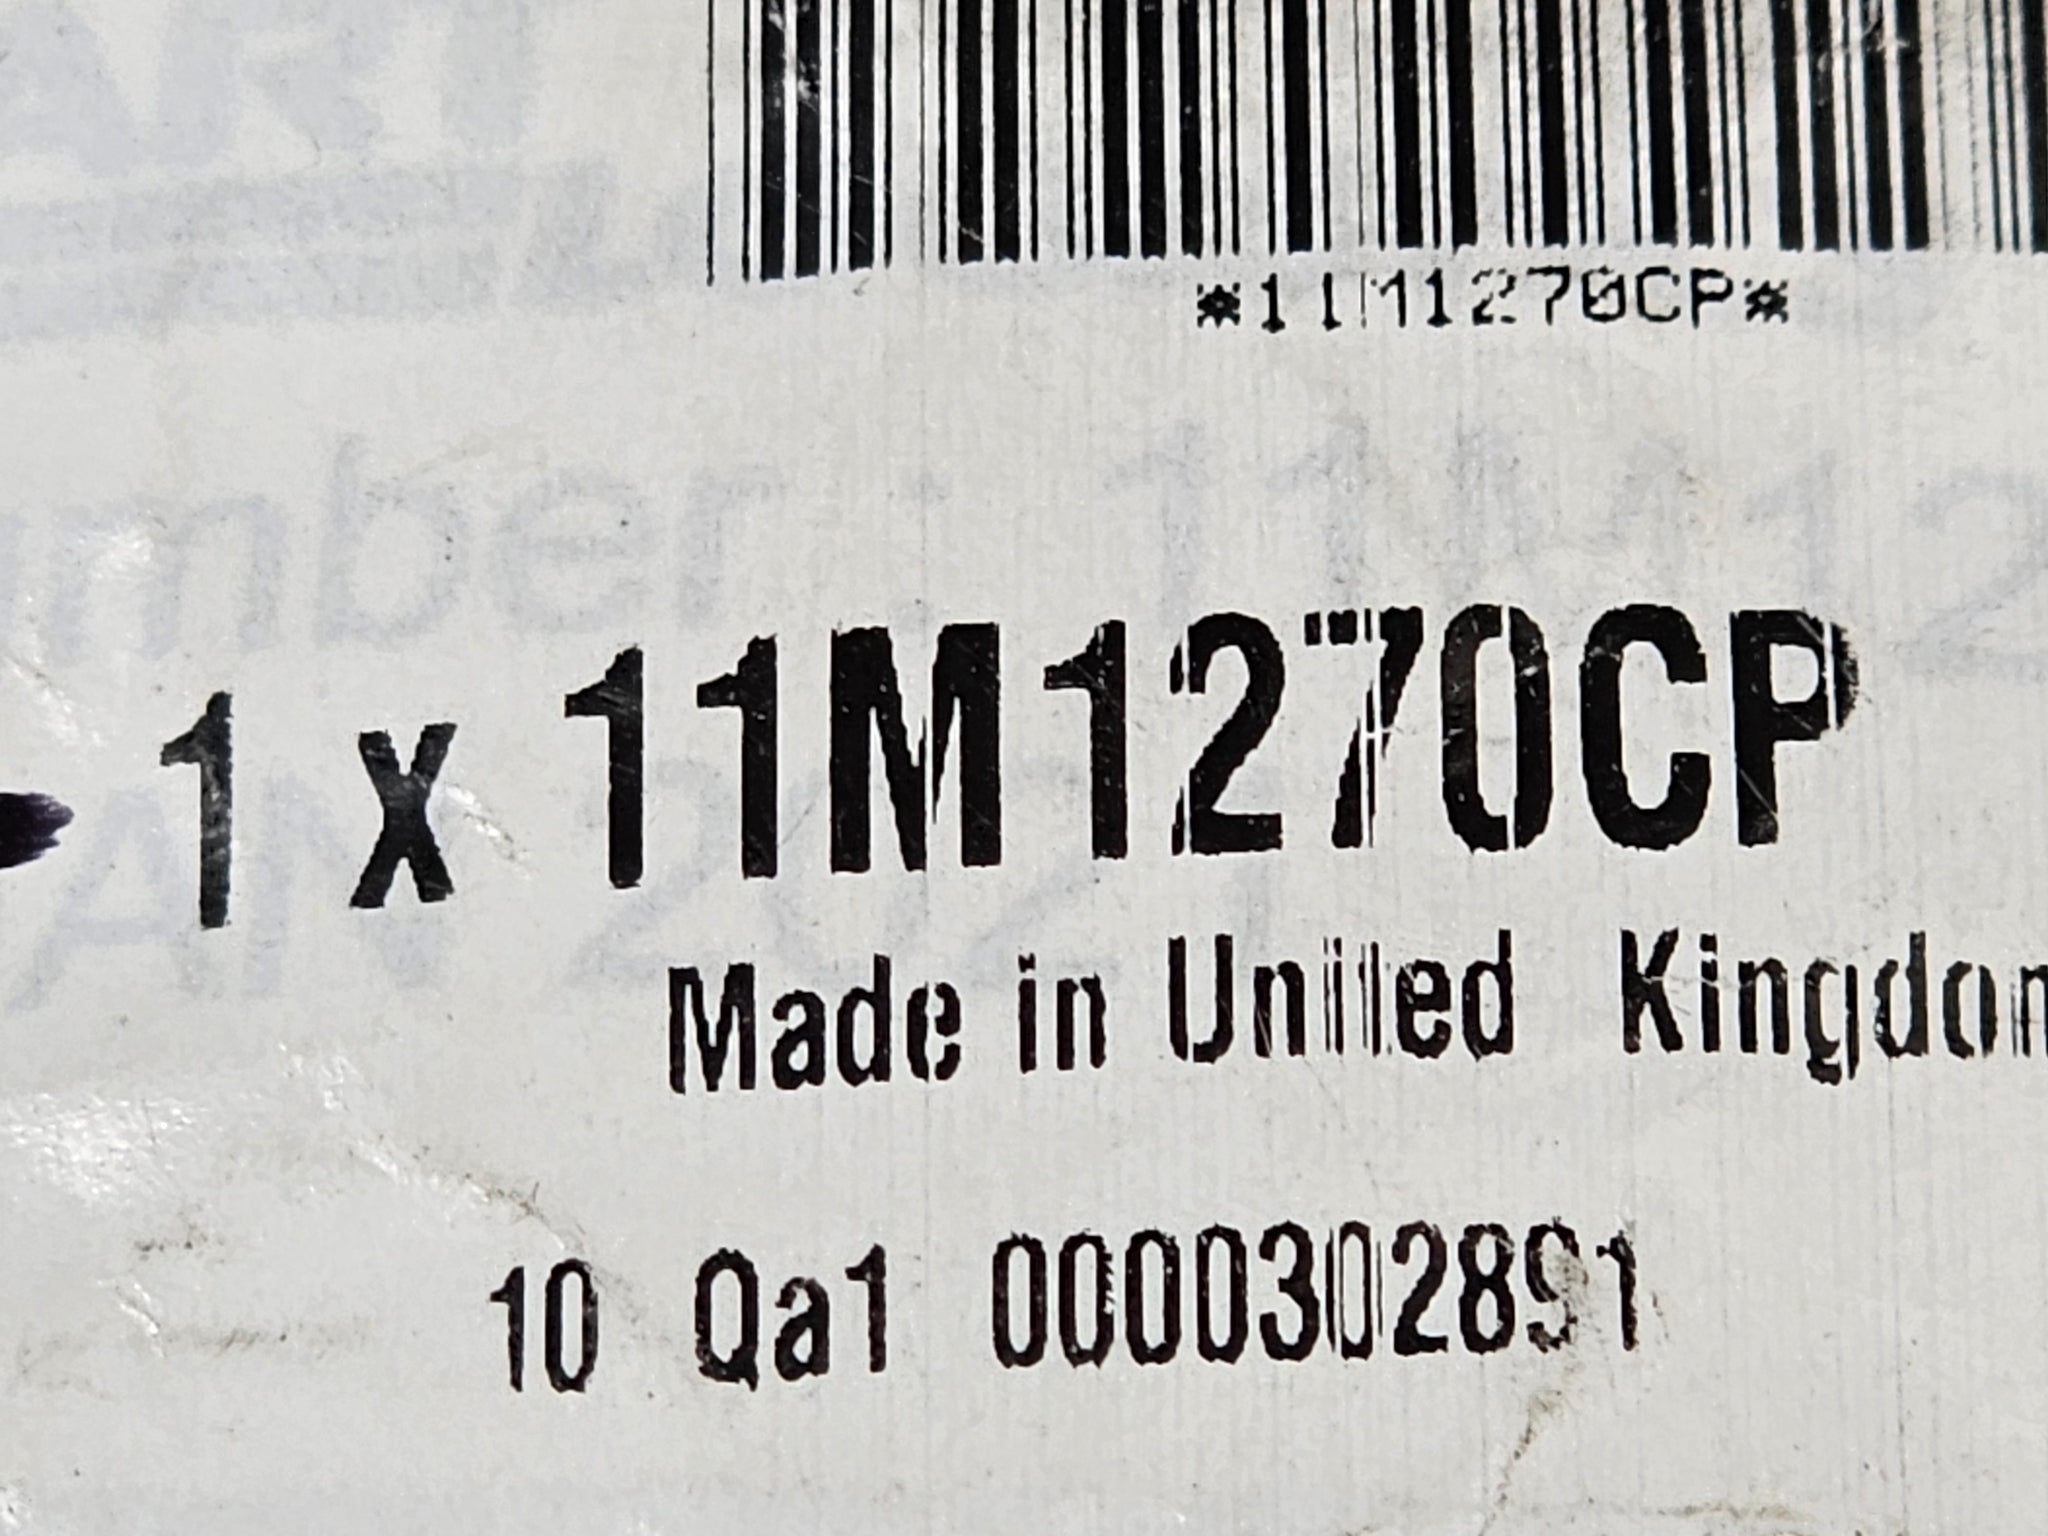 *11M1270CP*
1 x 11M1270CP
Made in United Kingdom
10 Qa1 0000302891